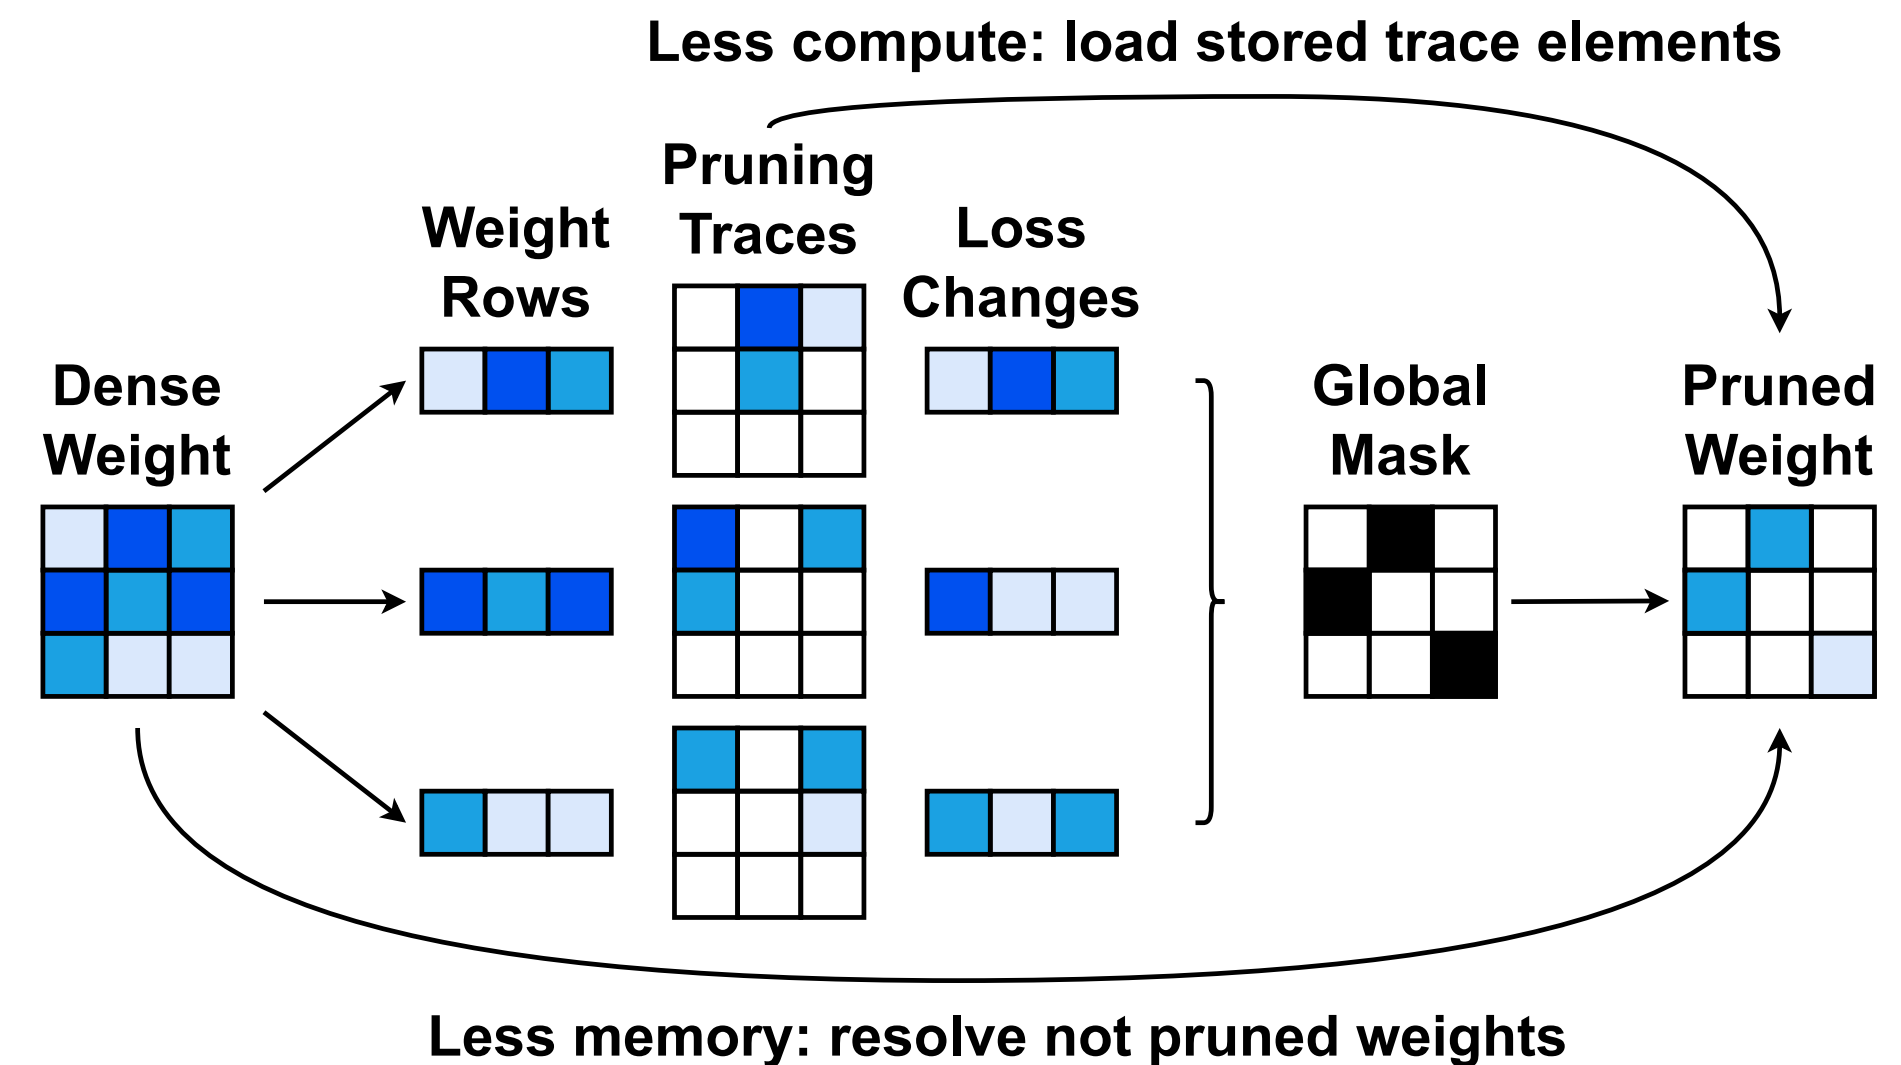 Less compute: load stored trace elements
Pruning
Traces
Weight
Rows
Loss
Changes
Dense
Weight
Global
Mask
Pruned
Weight
Less memory: resolve not pruned weights